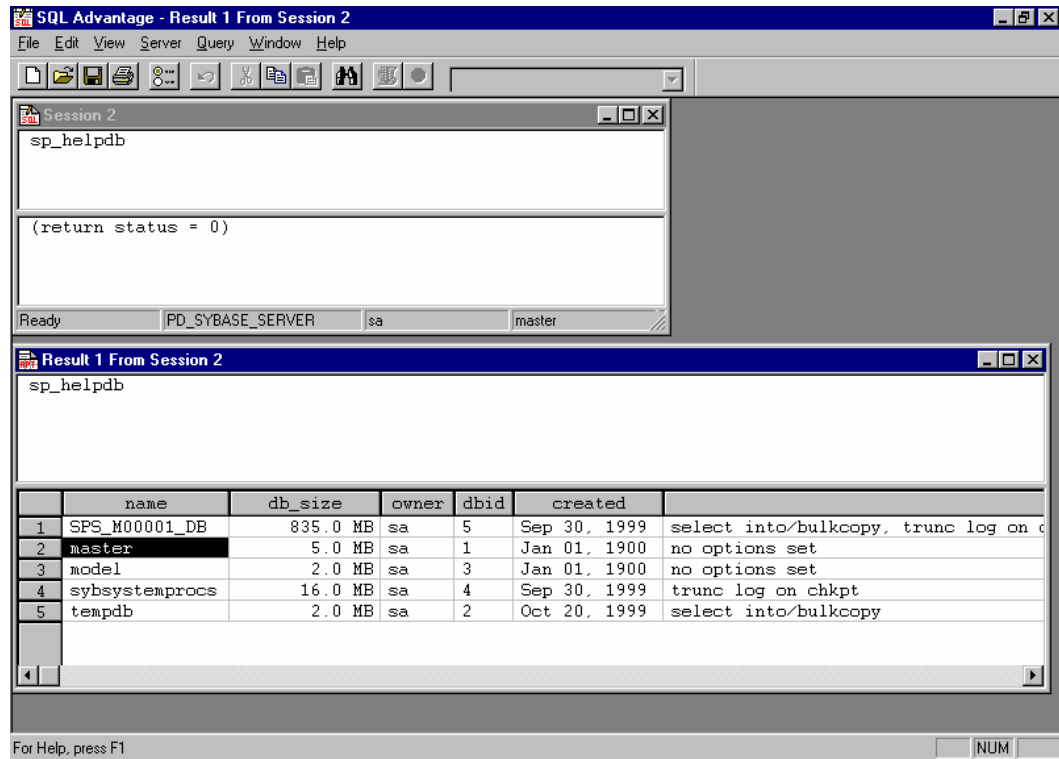 SQL Advantage - Result 1 From Session 2
File Edit View Server Query Window Help
Session 2
sp_helpdb
(return status = 0)
Ready PD_SYBASE_SERVER sa master
Result 1 From Session 2
sp_helpdb
name db_size owner dbid created
1 SPS_M00001_DB 835.0 MB sa 5 Sep 30, 1999 select into/bulkcopy, trunc log on
2 master 5.0 MB sa 1 Jan 01, 1900 no options set
3 model 2.0 MB sa 3 Jan 01, 1900 no options set
4 sybsystemprocs 16.0 MB sa 4 Sep 30, 1999 trunc log on chkpt
5 tempdb 2.0 MB sa 2 Oct 20, 1999 select into/bulkcopy
For Help, press F1 NUM